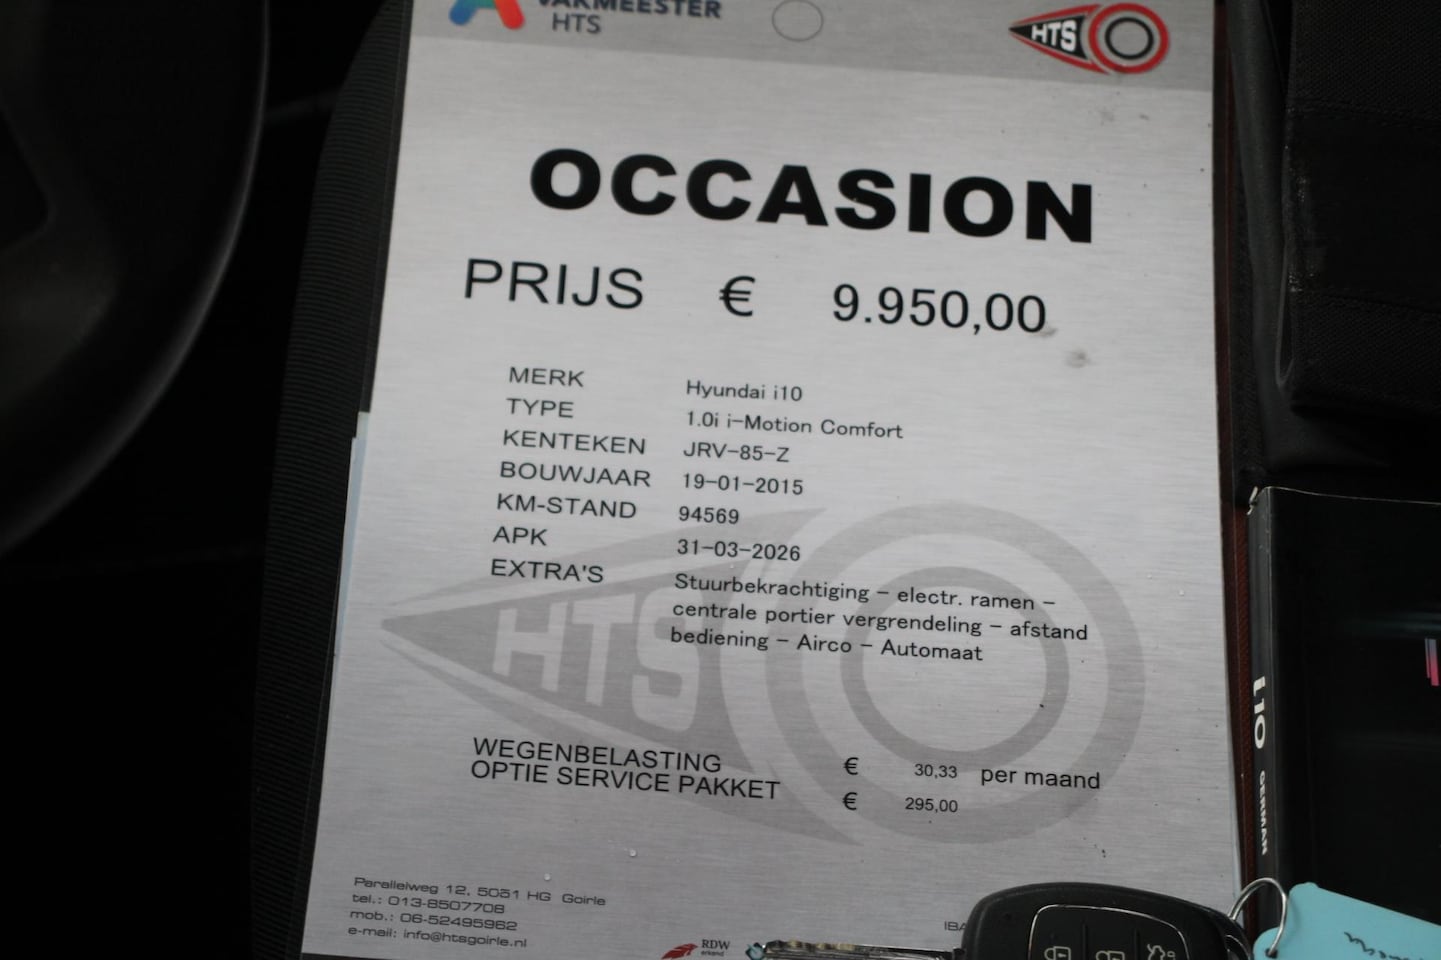 VAKMEESTER
HTS
HTS
OCCASION
PRIJS € 9.950,00
MERK Hyundai i10
TYPE 1.0i i-Motion Comfort
KENTEKEN JRV-85-Z
BOUWJAAR 19-01-2015
KM-STAND 94569
APK 31-03-2026
EXTRA'S Stuurbekrachtiging - electr. ramen -
centrale portier vergrendeling - afstand
bediening - Airco - Automaat
HTS
WEGENBELASTING € 30,33 per maand
OPTIE SERVICE PAKKET € 295,00
Parallelweg 12, 5051 HG Goirle
tel.: 013-8507708
mob.: 06-52495962
e-mail: info@htsgoirle.nl
RDW
erkend
i10 GERMAN